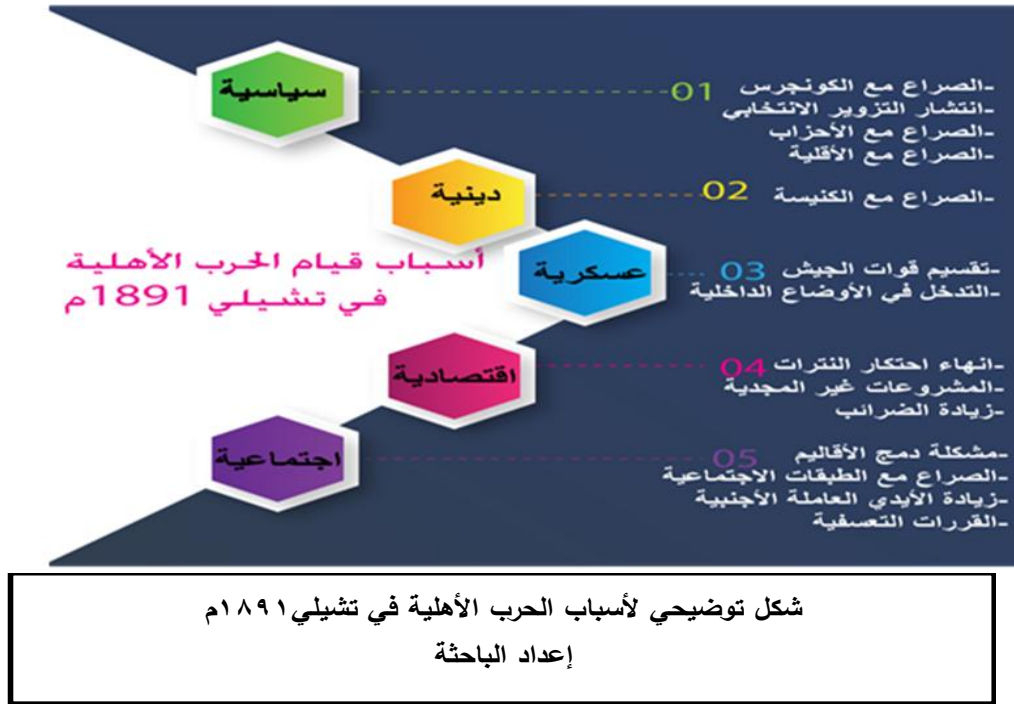 سياسية
01 -الصراع مع الكونجرس
-انتشار التزوير الانتخابي
-الصراع مع الأحزاب
-الصراع مع الأقلية
دينية
02 -الصراع مع الكنيسة
أسباب قيام الحرب الأهلية
في تشيلي 1891م
عسكرية
03 -تقسيم قوات الجيش
-التدخل في الأوضاع الداخلية
اقتصادية
04 -انهاء احتكار النترات
-المشروعات غير المجدية
-زيادة الضرائب
اجتماعية
05 -مشكلة دمج الأقاليم
-الصراع مع الطبقات الاجتماعية
-زيادة الأيدي العاملة الأجنبية
-القررات التعسفية
شكل توضيحي لأسباب الحرب الأهلية في تشيلي١٨٩١م
إعداد الباحثة